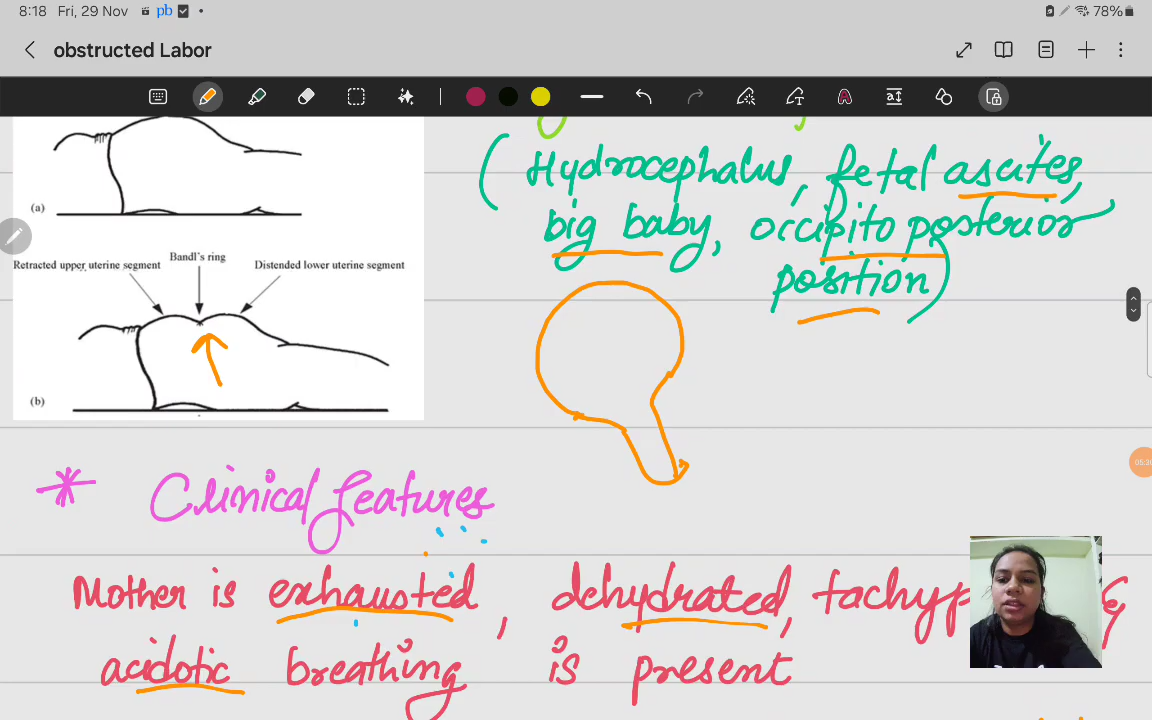 8:18 Fri, 29 Nov pb
78%
obstructed Labor
(Hydrocephalus, fetal ascites,
big baby, occipito posterior
position)
(a)
Bandl's ring
Retracted upper uterine segment
Distended lower uterine segment
(b)
* Clinical features
Mother is exhausted, dehydrated, tachyp
acidotic breathing is present